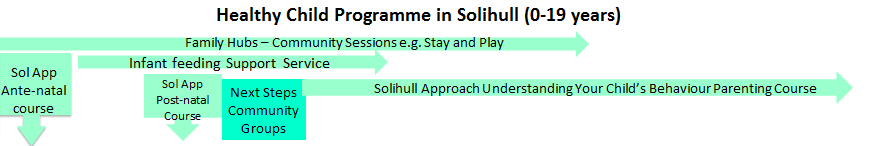 Healthy Child Programme in Solihull (0-19 years)
Family Hubs – Community Sessions e.g. Stay and Play
Infant feeding Support Service
Sol App
Ante-natal
course
Sol App
Post-natal
Course
Next Steps
Community
Groups
Solihull Approach Understanding Your Child's Behaviour Parenting Course